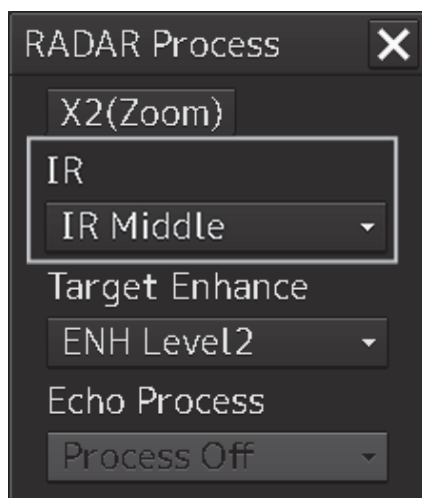 RADAR Process
X2(Zoom)
IR
IR Middle
Target Enhance
ENH Level2
Echo Process
Process Off